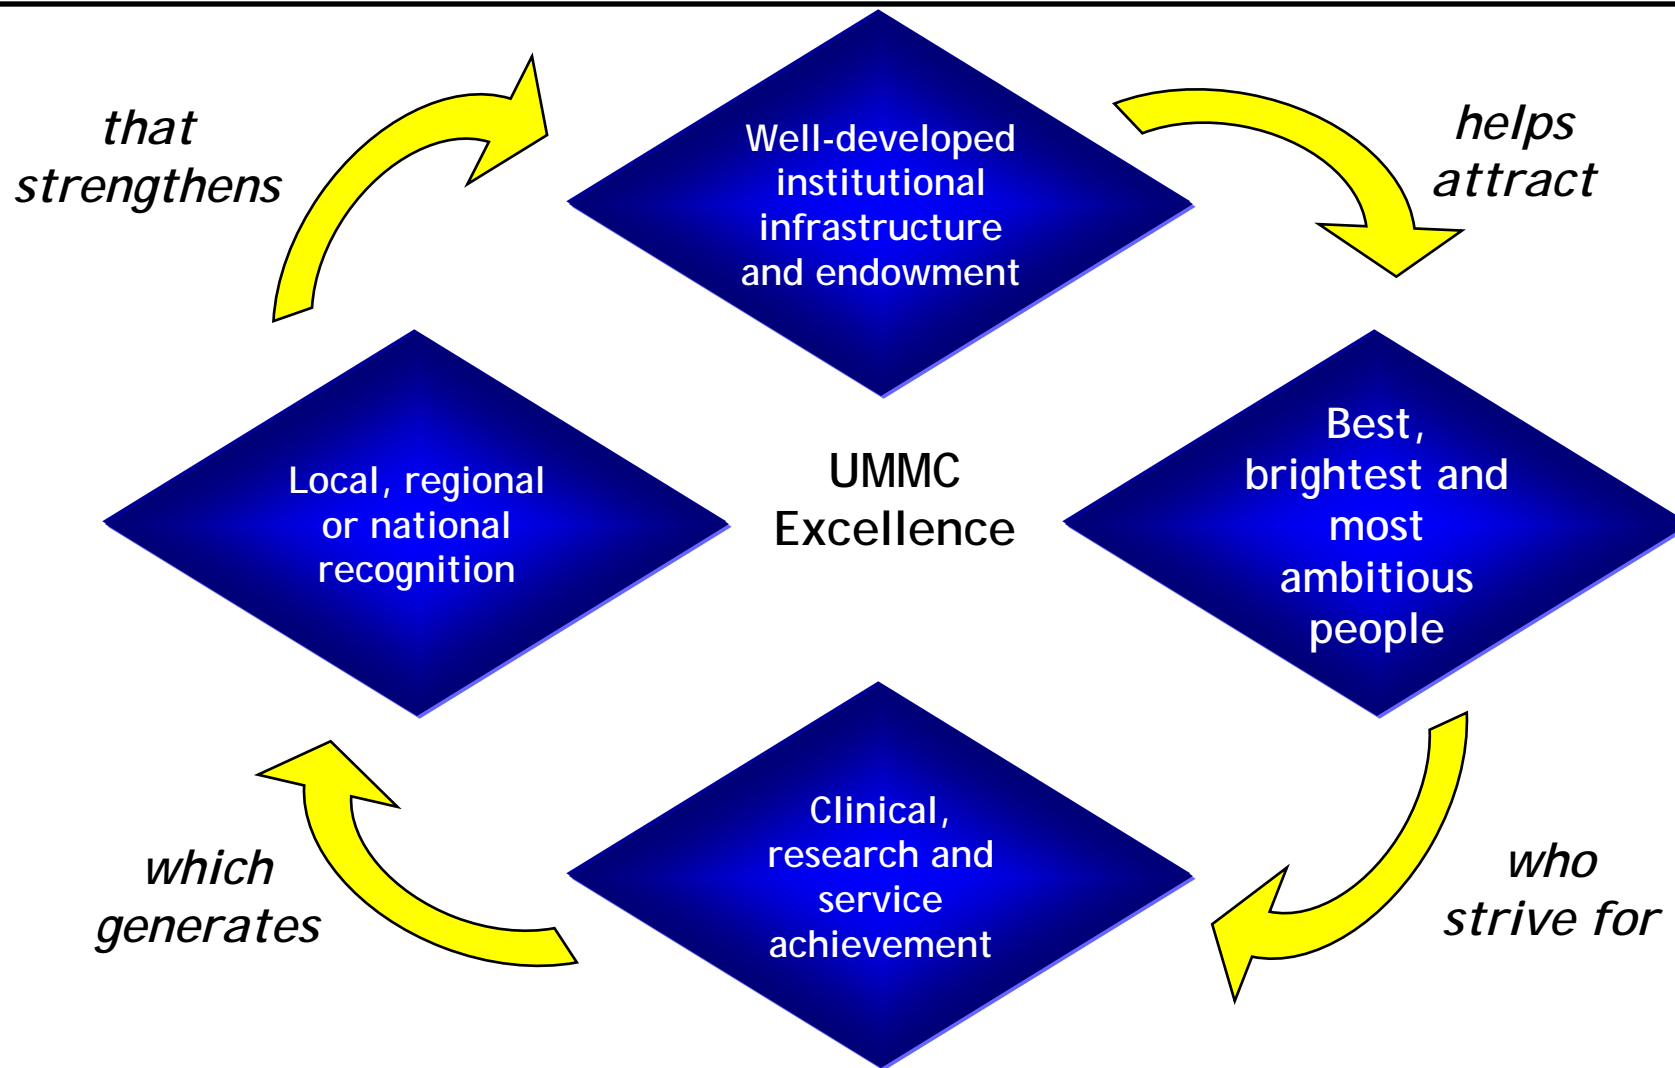 that
strengthens
Well-developed
institutional
infrastructure
and endowment
helps
attract
Best,
brightest and
most
ambitious
people
who
strive for
Clinical,
research and
service
achievement
which
generates
Local, regional
or national
recognition
UMMC
Excellence